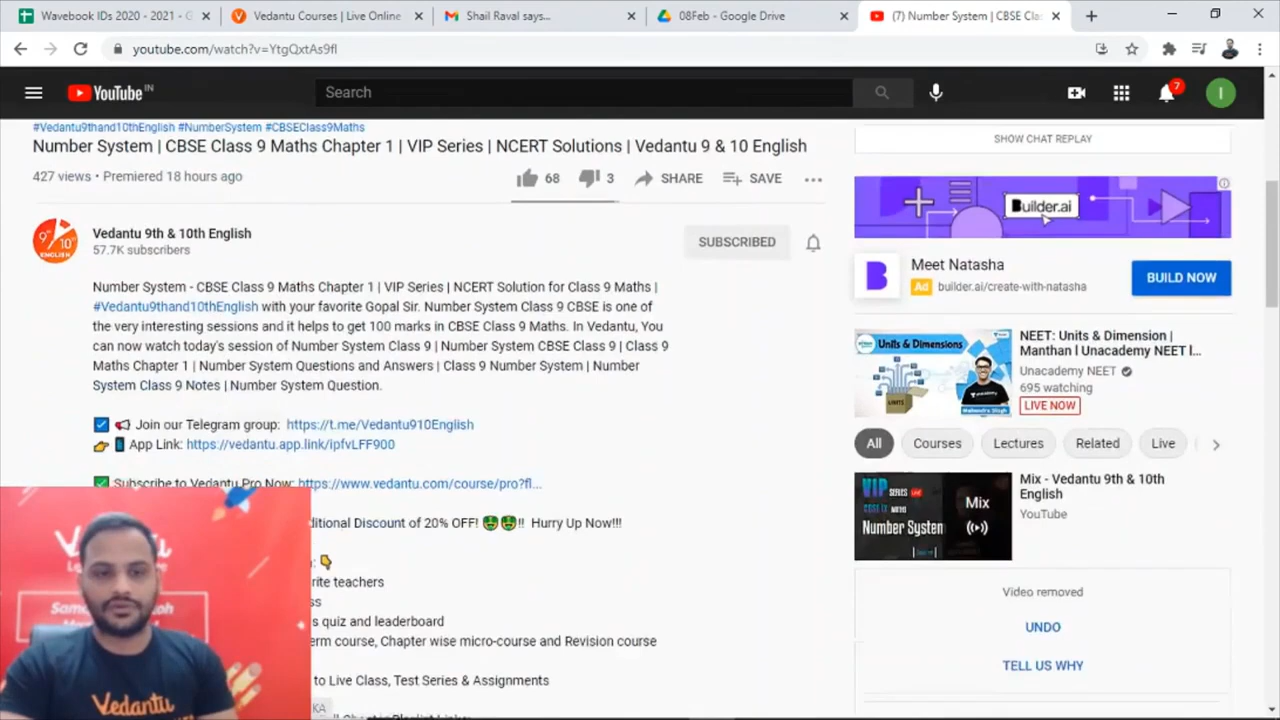 Wavebook IDs 2020 - 2021 - G
Vedantu Courses | Live Online
Shail Raval says...
08Feb - Google Drive
(7) Number System | CBSE Cla
youtube.com/watch?v=YtgQxtAs9fI
YouTube IN
Search
7
I
#Vedantu9thand10thEnglish #NumberSystem #CBSEClass9Maths
Number System | CBSE Class 9 Maths Chapter 1 | VIP Series | NCERT Solutions | Vedantu 9 & 10 English
427 views • Premiered 18 hours ago
68
3
SHARE
SAVE
9th 10th
ENGLISH
Vedantu 9th & 10th English
57.7K subscribers
SUBSCRIBED
Number System - CBSE Class 9 Maths Chapter 1 | VIP Series | NCERT Solution for Class 9 Maths |
#Vedantu9thand10thEnglish with your favorite Gopal Sir. Number System Class 9 CBSE is one of
the very interesting sessions and it helps to get 100 marks in CBSE Class 9 Maths. In Vedantu, You
can now watch today's session of Number System Class 9 | Number System CBSE Class 9 | Class 9
Maths Chapter 1 | Number System Questions and Answers | Class 9 Number System | Number
System Class 9 Notes | Number System Question.
Join our Telegram group: https://t.me/Vedantu910English
App Link: https://vedantu.app.link/ipfvLFF900
Subscribe to Vedantu Pro Now: https://www.vedantu.com/course/pro?fl...
ditional Discount of 20% OFF! !! Hurry Up Now!!!
n:
rite teachers
ss
s quiz and leaderboard
erm course, Chapter wise micro-course and Revision course
to Live Class, Test Series & Assignments
KA
Vedantu
SHOW CHAT REPLAY
Builder.ai
Meet Natasha
Ad builder.ai/create-with-natasha
BUILD NOW
Units & Dimensions
UNITS
NEET: Units & Dimension |
Manthan l Unacademy NEET l...
Unacademy NEET
695 watching
LIVE NOW
All
Courses
Lectures
Related
Live
VIP SERIES LIVE
Number System
Mix
Mix - Vedantu 9th & 10th
English
YouTube
Video removed
UNDO
TELL US WHY